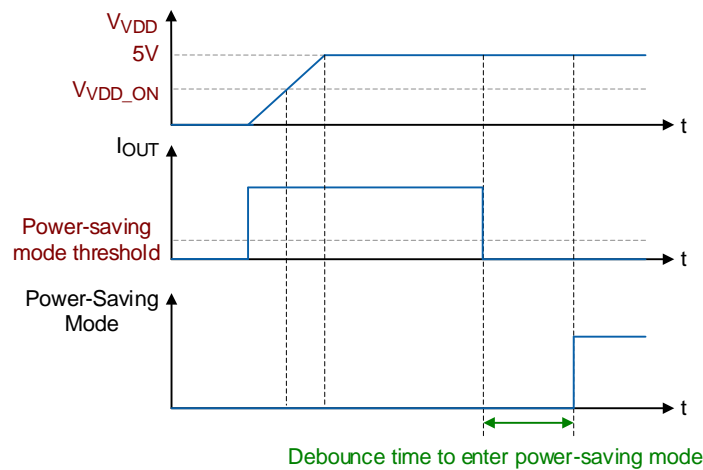 VVDD
5V
VVDD_ON
t
IOUT
Power-saving
mode threshold
t
Power-Saving
Mode
t
Debounce time to enter power-saving mode